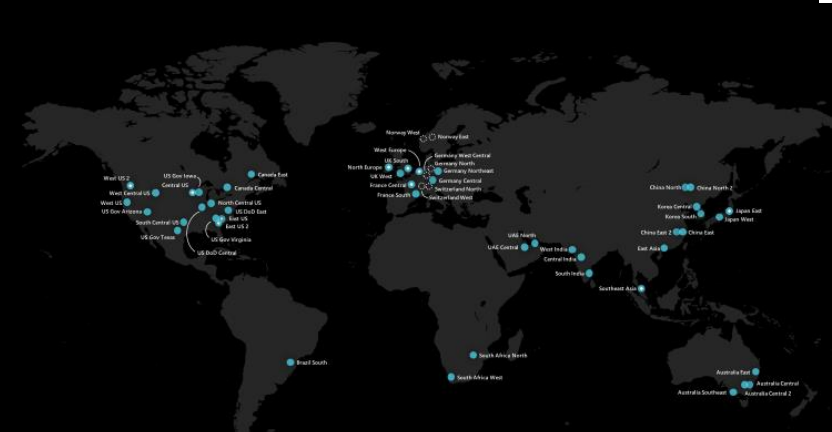 Norway West
Norway East
West Europe
UK South
North Europe
UK West
France Central
France South
Germany West Central
Germany North
Germany Northeast
Germany Central
Switzerland North
Switzerland West
US Gov Iowa
Central US
Canada East
Canada Central
West US 2
West Central US
West US
US Gov Arizona
North Central US
US DoD East
South Central US
East US
East US 2
US Gov Texas
US Gov Virginia
US DoD Central
China North
China North 2
Korea Central
Korea South
Japan East
Japan West
China East 2
China East
East Asia
UAE North
UAE Central
West India
Central India
South India
Southeast Asia
Brazil South
South Africa North
South Africa West
Australia East
Australia Central
Australia Southeast
Australia Central 2